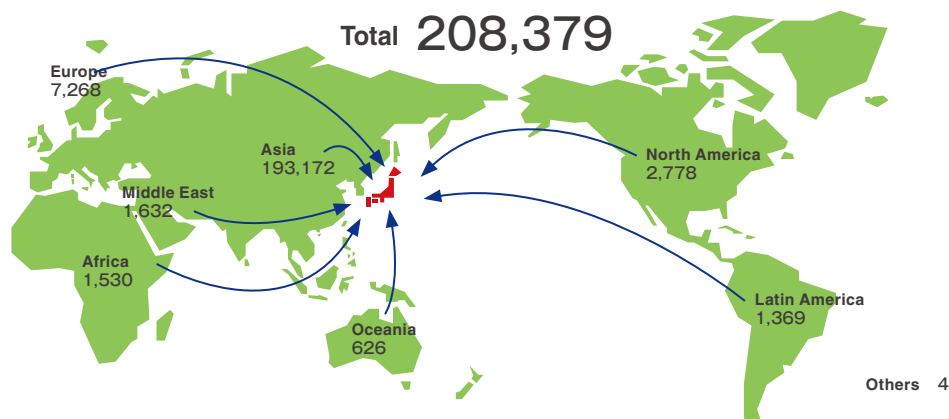 Total 208,379
Europe
7,268
Asia
193,172
North America
2,778
Middle East
1,632
Africa
1,530
Latin America
1,369
Oceania
626
Others 4